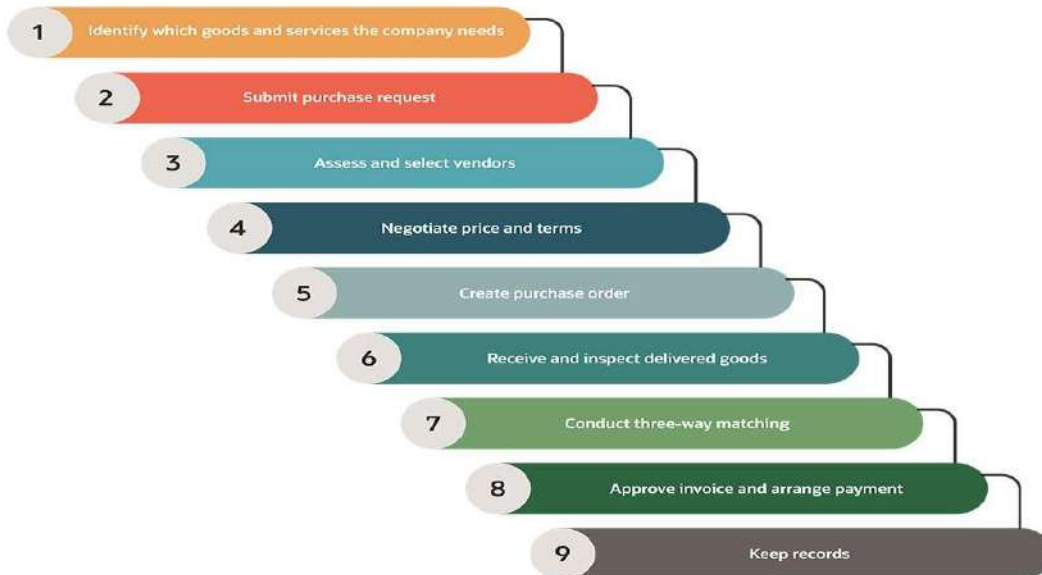 1 Identify which goods and services the company needs
2 Submit purchase request
3 Assess and select vendors
4 Negotiate price and terms
5 Create purchase order
6 Receive and inspect delivered goods
7 Conduct three-way matching
8 Approve invoice and arrange payment
9 Keep records